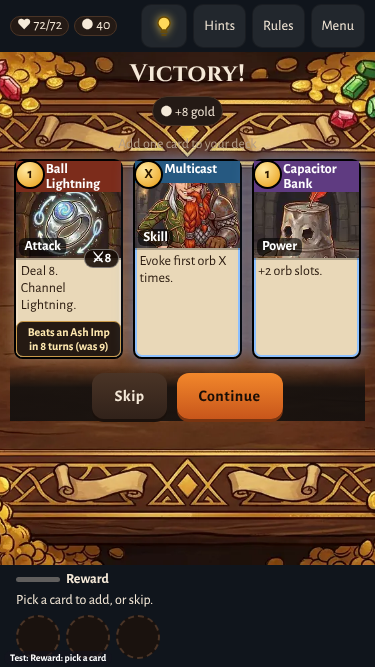 72/72
40
Hints
Rules
Menu
VICTORY!
+8 gold
Add one card to your deck
1
Ball
Lightning
Attack
8
Deal 8.
Channel
Lightning.
Beats an Ash Imp
in 8 turns (was 9)
X
Multicast
Skill
Evoke first orb X
times.
1
Capacitor
Bank
Power
+2 orb slots.
Skip
Continue
Reward
Pick a card to add, or skip.
Test: Reward: pick a card